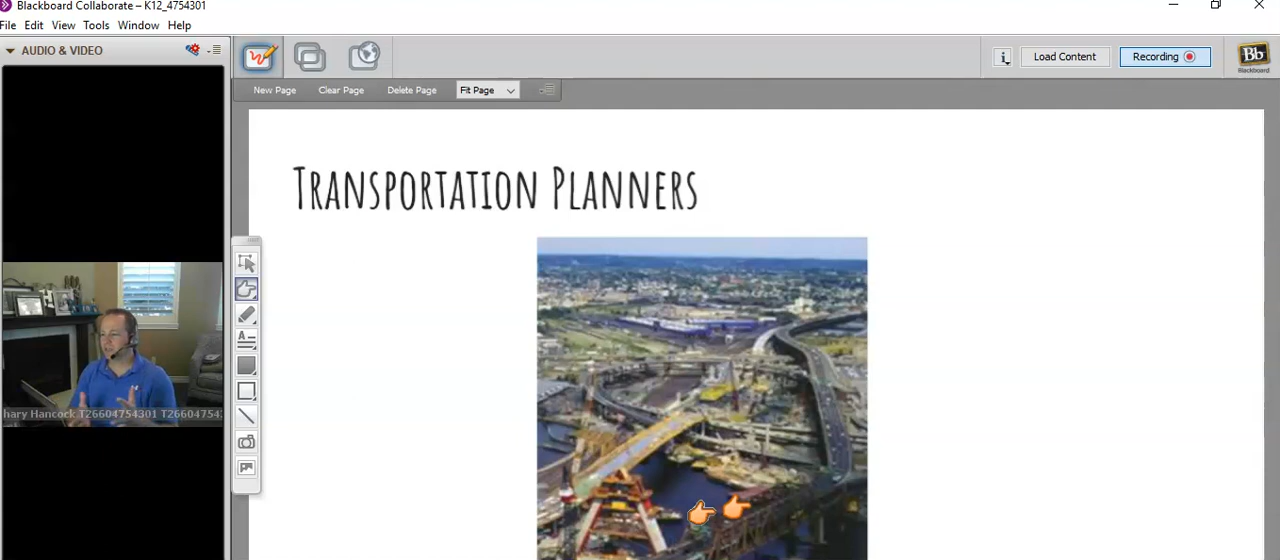 Blackboard Collaborate – K12_4754301
File Edit View Tools Window Help
AUDIO & VIDEO
Load Content
Recording
Bb
Blackboard
New Page Clear Page Delete Page Fit Page
TRANSPORTATION PLANNERS
hary Hancock T26604754301 T2660475